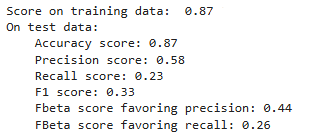 Score on training data:  0.87
On test data:
    Accuracy score: 0.87
    Precision score: 0.58
    Recall score: 0.23
    F1 score: 0.33
    Fbeta score favoring precision: 0.44
    FBeta score favoring recall: 0.26